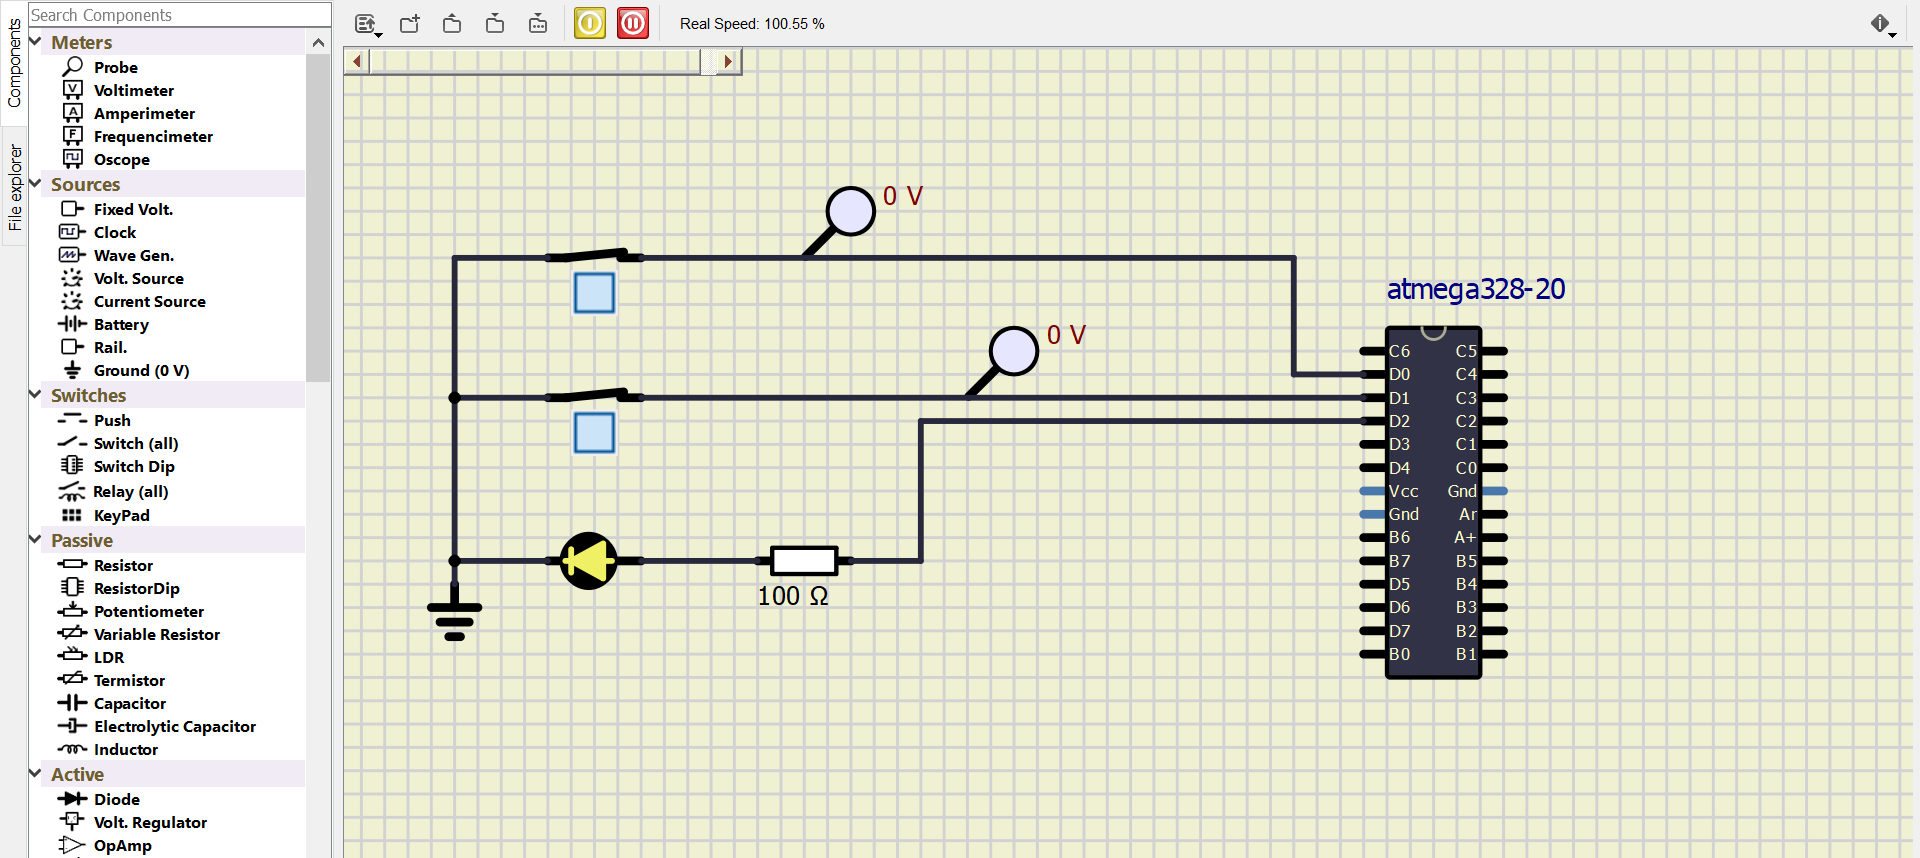 Components
File explorer
Search Components
Meters
Probe
Voltimeter
Amperimeter
Frequencimeter
Oscope
Sources
Fixed Volt.
Clock
Wave Gen.
Volt. Source
Current Source
Battery
Rail.
Ground (0 V)
Switches
Push
Switch (all)
Switch Dip
Relay (all)
KeyPad
Passive
Resistor
ResistorDip
Potentiometer
Variable Resistor
LDR
Termistor
Capacitor
Electrolytic Capacitor
Inductor
Active
Diode
Volt. Regulator
OpAmp
Real Speed: 100.55 %
0 V
0 V
100 Ω
atmega328-20
C6 C5
D0 C4
D1 C3
D2 C2
D3 C1
D4 C0
Vcc Gnd
Gnd Ar
B6 A+
B7 B5
D5 B4
D6 B3
D7 B2
B0 B1